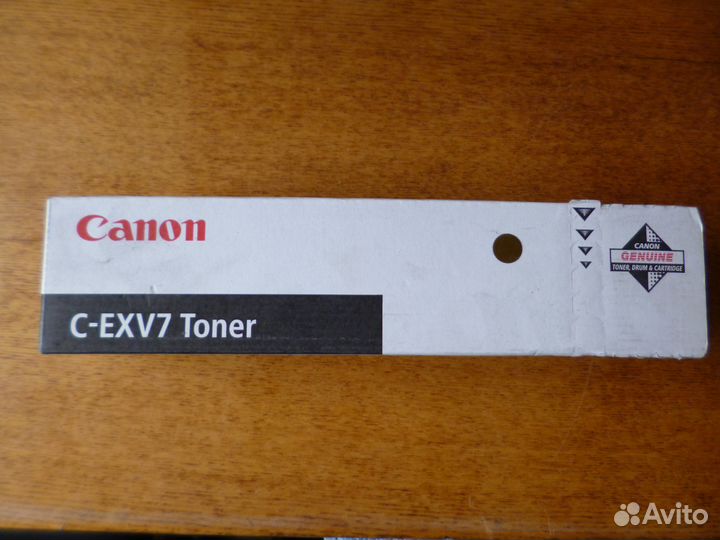 Canon
C-EXV7 Toner
CANON
GENUINE
TONER, DRUM & CARTRIDGE
Avito